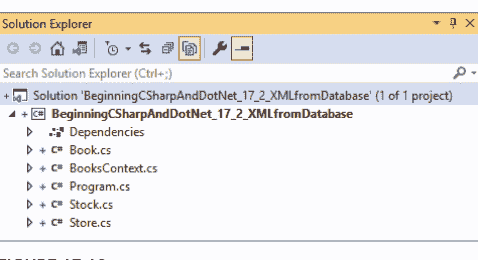 Solution Explorer
Search Solution Explorer (Ctrl+;)
Solution 'BeginningCSharpAndDotNet_17_2_XMLfromDatabase' (1 of 1 project)
C# BeginningCSharpAndDotNet_17_2_XMLfromDatabase
Dependencies
C# Book.cs
C# BooksContext.cs
C# Program.cs
C# Stock.cs
C# Store.cs